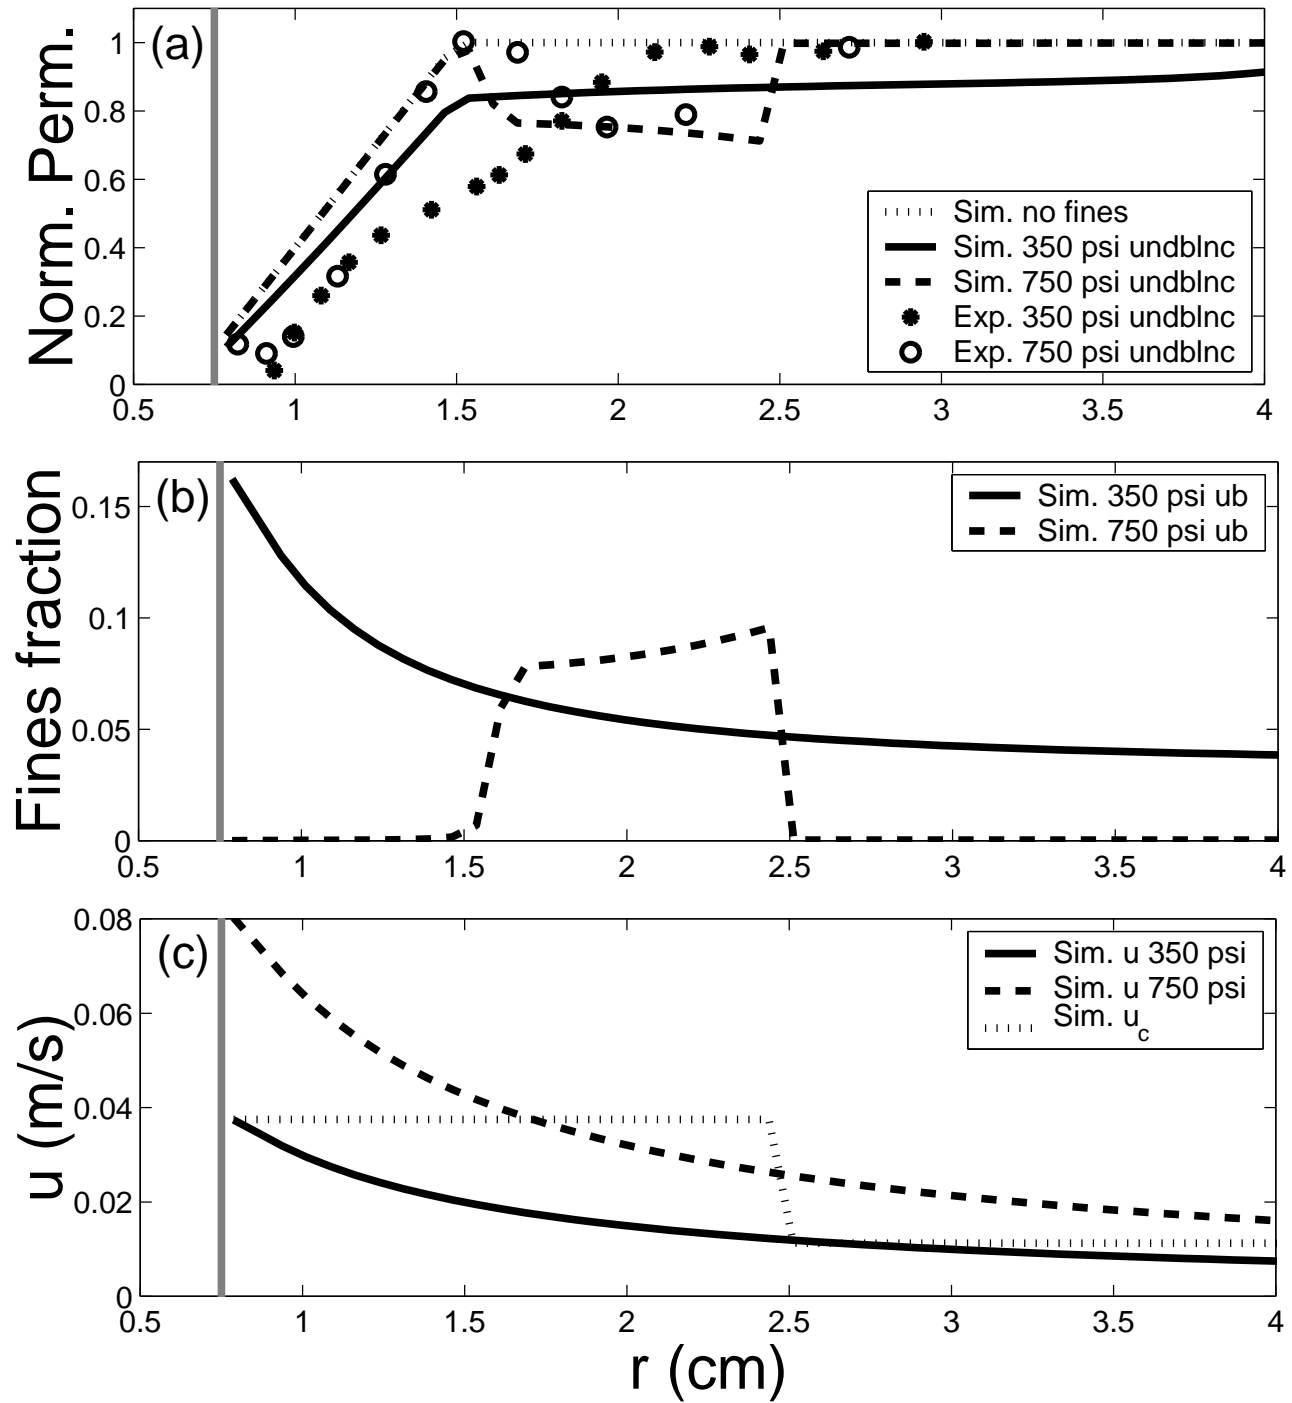 (a)
Norm. Perm.
1
0.8
0.6
0.4
0.2
0
0.5 1 1.5 2 2.5 3 3.5 4
Sim. no fines
Sim. 350 psi undblnc
Sim. 750 psi undblnc
Exp. 350 psi undblnc
Exp. 750 psi undblnc
(b)
Fines fraction
0.15
0.1
0.05
0
0.5 1 1.5 2 2.5 3 3.5 4
Sim. 350 psi ub
Sim. 750 psi ub
(c)
u (m/s)
0.08
0.06
0.04
0.02
0
0.5 1 1.5 2 2.5 3 3.5 4
Sim. u 350 psi
Sim. u 750 psi
Sim. u_c
r (cm)